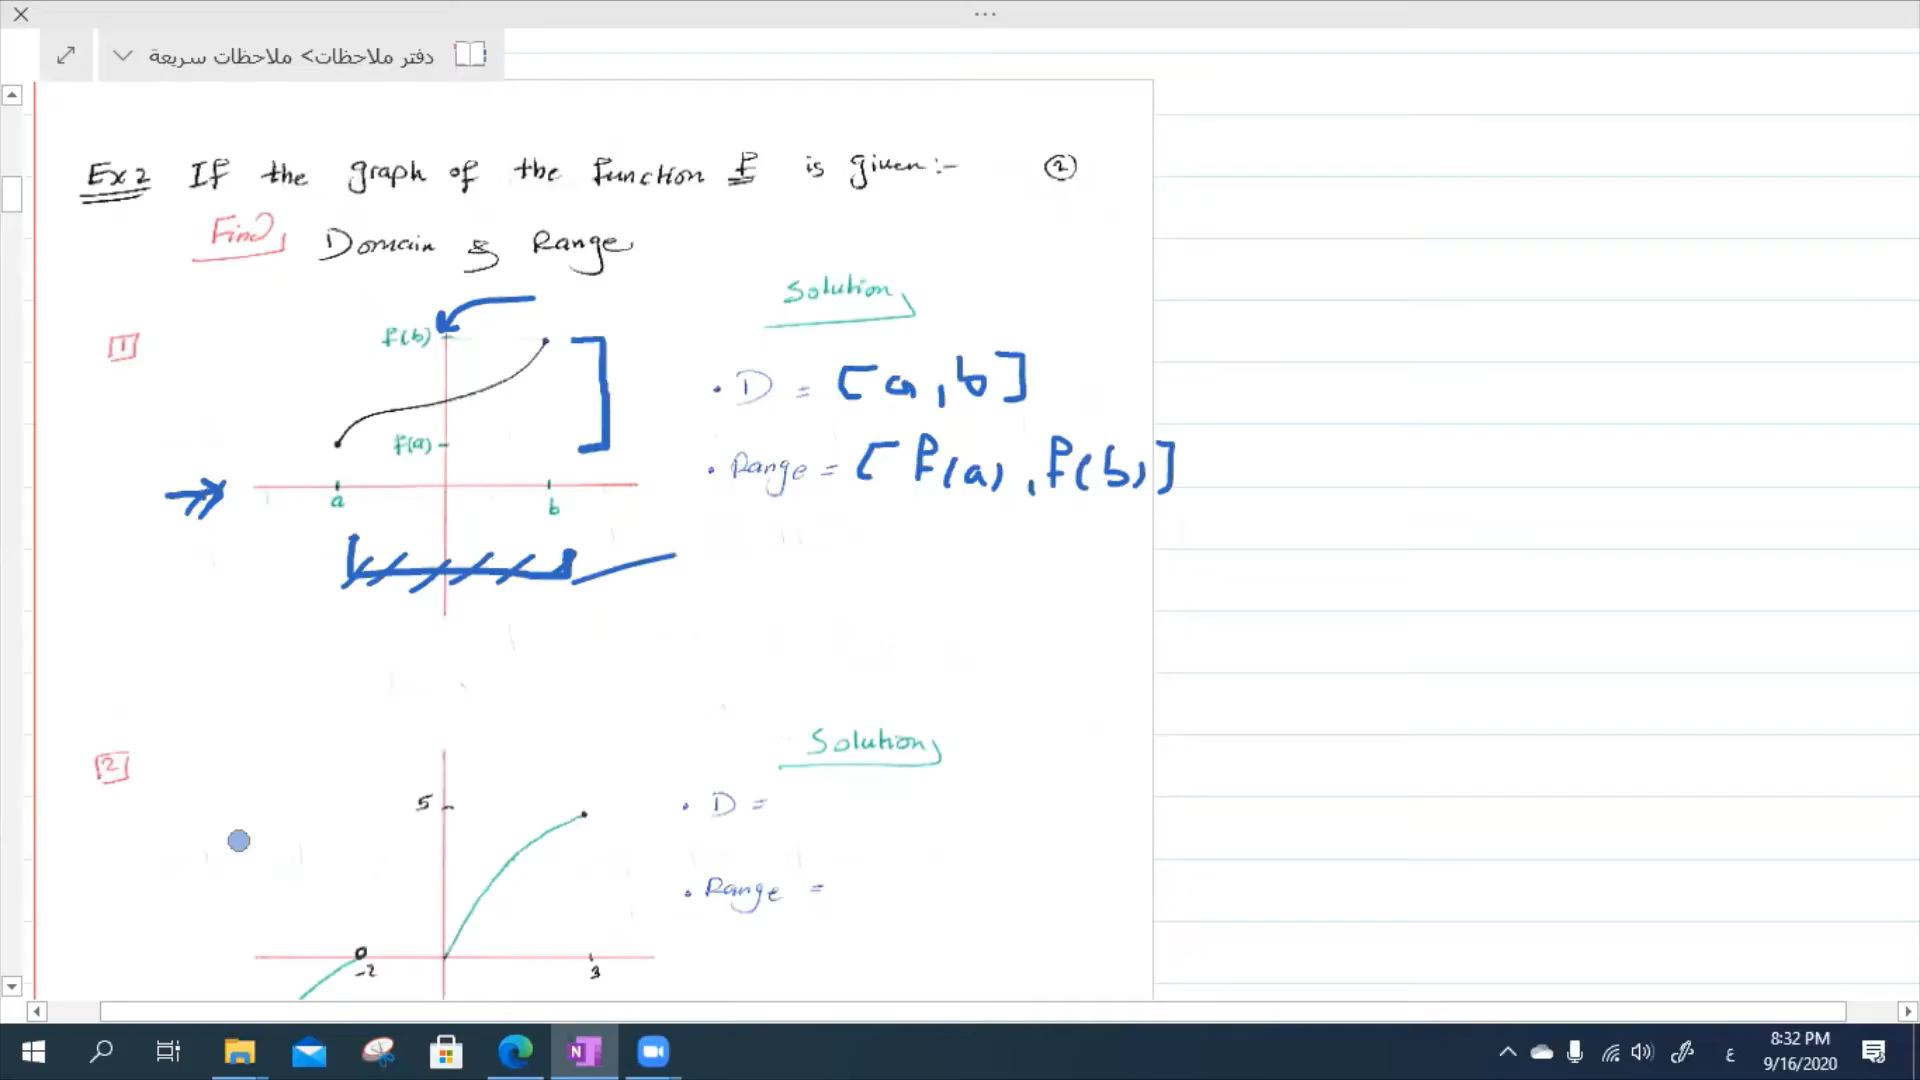 دفتر ملاحظات> ملاحظات سريعة
Ex2 If the graph of the function f is given:- ②
Find Domain & Range
Solution
1
f(b)
f(a)
a
b
• D = [a, b]
• Range = [f(a), f(b)]
Solution
2
5
-2
3
• D =
• Range =
8:32 PM
9/16/2020
ع